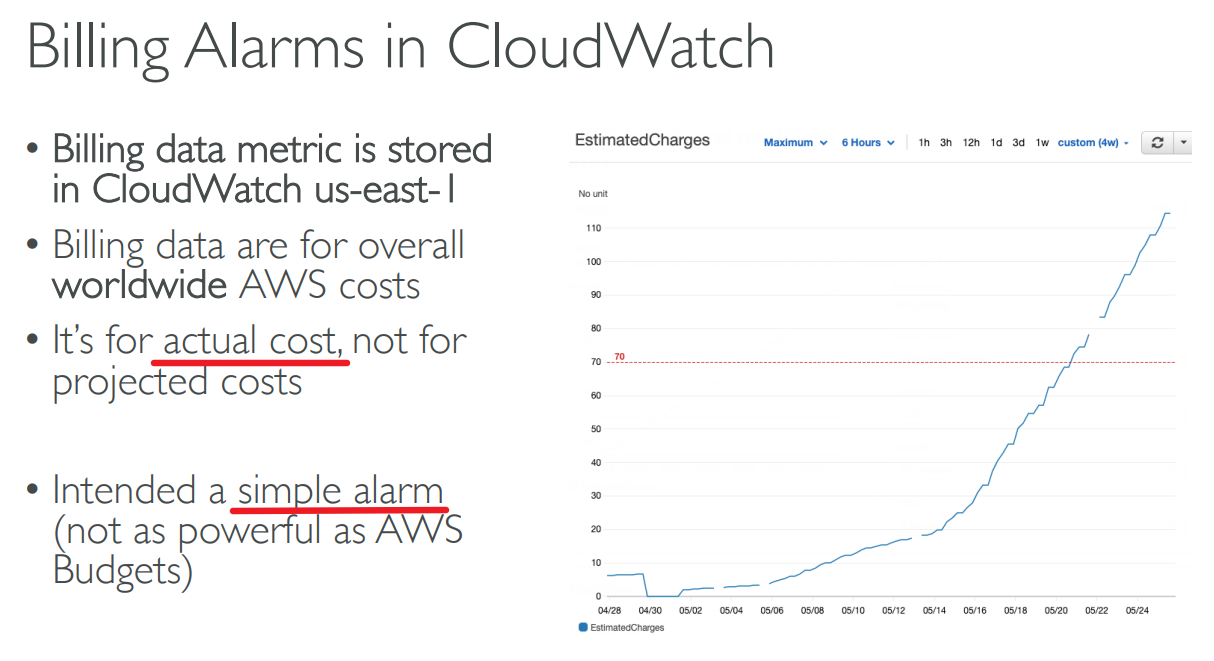 Billing Alarms in CloudWatch
• Billing data metric is stored
in CloudWatch us-east-1
• Billing data are for overall
worldwide AWS costs
• It's for actual cost, not for
projected costs
• Intended a simple alarm
(not as powerful as AWS
Budgets)
EstimatedCharges
Maximum 6 Hours 1h 3h 12h 1d 3d 1w custom (4w)
No unit
110
100
90
80
70
70
60
50
40
30
20
10
0
04/28 04/30 05/02 05/04 05/06 05/08 05/10 05/12 05/14 05/16 05/18 05/20 05/22 05/24
EstimatedCharges